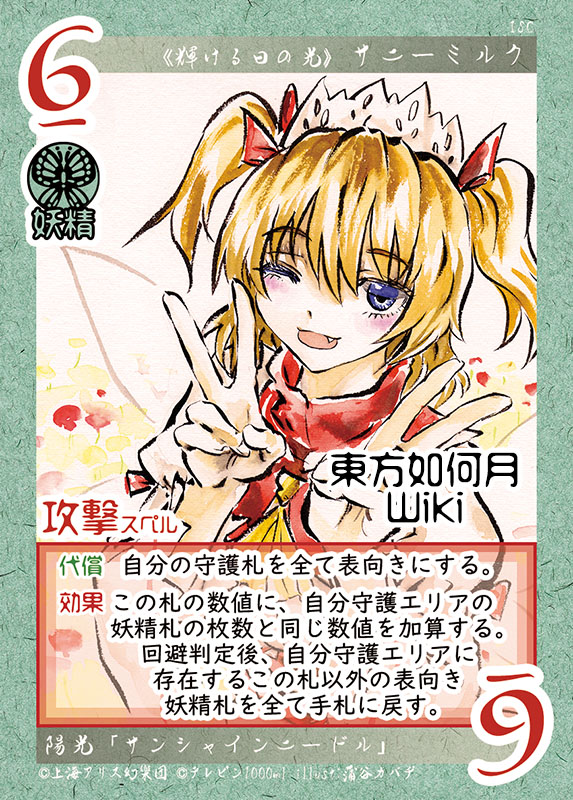 1SC
6
《輝ける日の光》サニーミルク
妖精
東方如何月
Wiki
攻撃スペル
代償 自分の守護札を全て表向きにする。
効果 この札の数値に、自分守護エリアの
妖精札の枚数と同じ数値を加算する。
回避判定後、自分守護エリアに
存在するこの札以外の表向き
妖精札を全て手札に戻す。
6
陽光「サンシャインニードル」
©上海アリス幻樂団 ©テレピン1000ml illust:蒲谷カバヂ